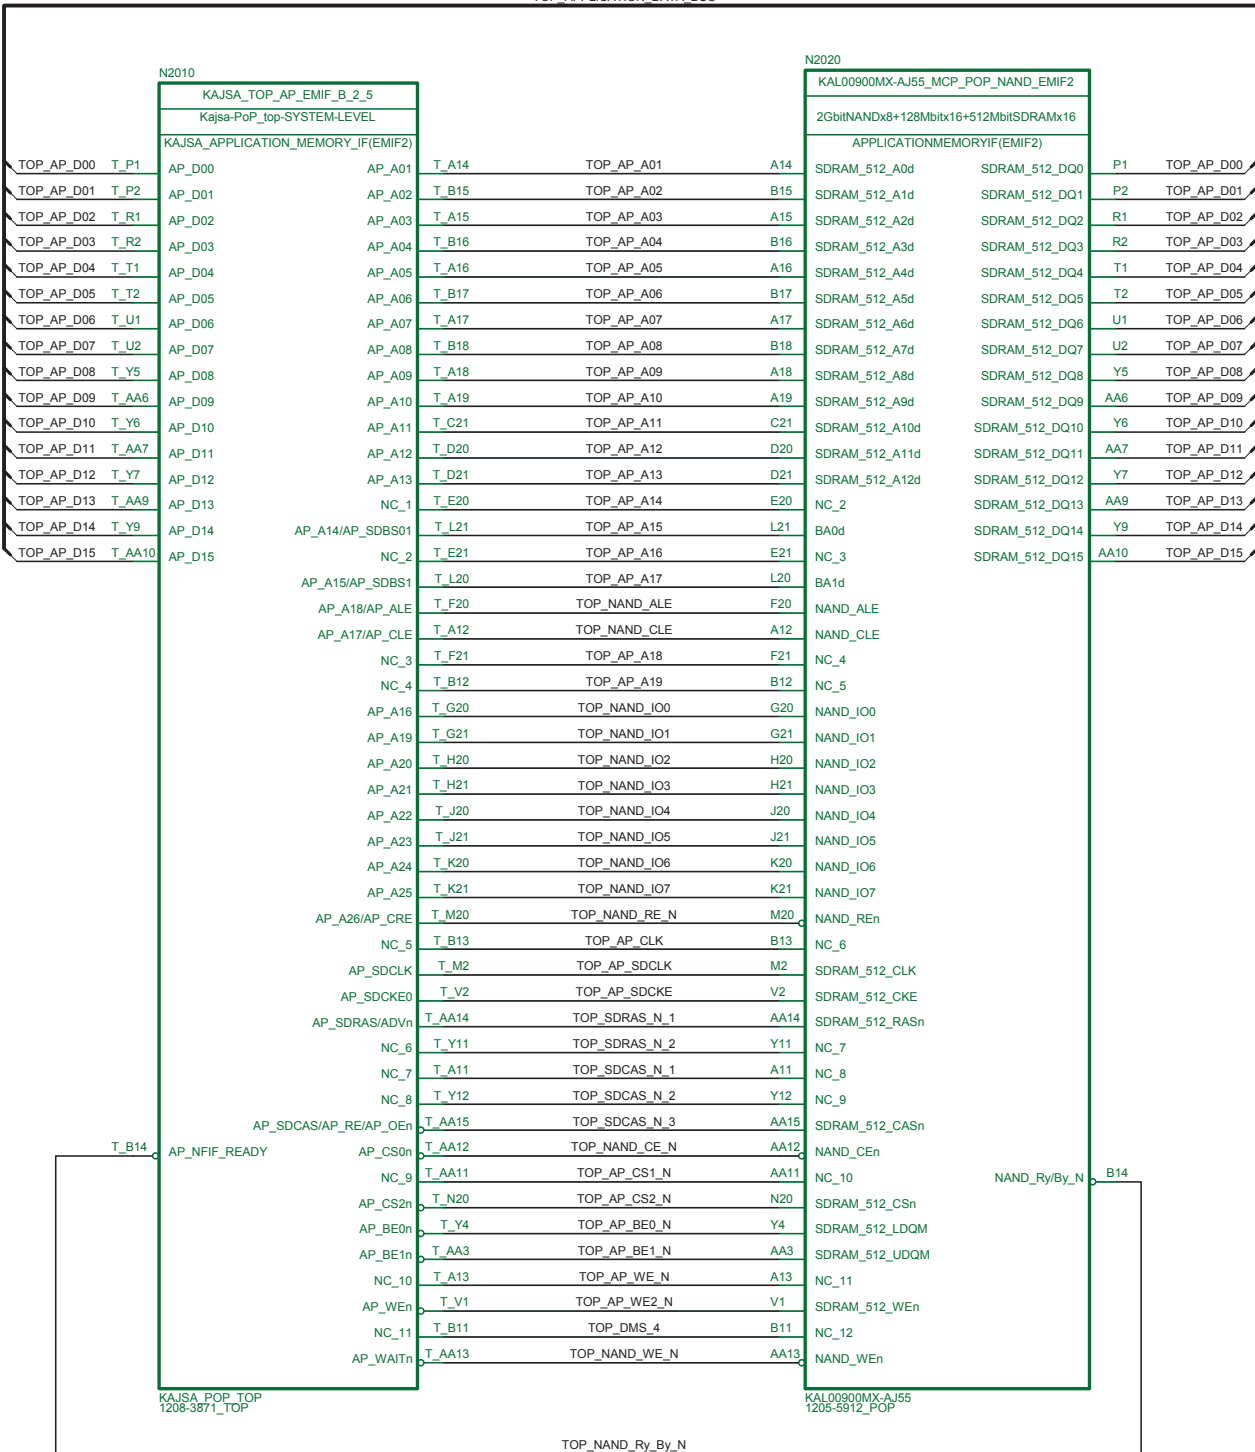 N2010
KAJSA_TOP_AP_EMIF_B_2_5
Kajsa-PoP_top-SYSTEM-LEVEL
KAJSA_APPLICATION_MEMORY_IF(EMIF2)
N2020
KAL00900MX-AJ55_MCP_POP_NAND_EMIF2
2GbitNANDx8+128Mbitx16+512MbitSDRAMx16
APPLICATIONMEMORYIF(EMIF2)
TOP_AP_D00 T_P1 AP_D00 AP_A01 T_A14 TOP_AP_A01 A14 SDRAM_512_A0d SDRAM_512_DQ0 P1 TOP_AP_D00
TOP_AP_D01 T_P2 AP_D01 AP_A02 T_B15 TOP_AP_A02 B15 SDRAM_512_A1d SDRAM_512_DQ1 P2 TOP_AP_D01
TOP_AP_D02 T_R1 AP_D02 AP_A03 T_A15 TOP_AP_A03 A15 SDRAM_512_A2d SDRAM_512_DQ2 R1 TOP_AP_D02
TOP_AP_D03 T_R2 AP_D03 AP_A04 T_B16 TOP_AP_A04 B16 SDRAM_512_A3d SDRAM_512_DQ3 R2 TOP_AP_D03
TOP_AP_D04 T_T1 AP_D04 AP_A05 T_A16 TOP_AP_A05 A16 SDRAM_512_A4d SDRAM_512_DQ4 T1 TOP_AP_D04
TOP_AP_D05 T_T2 AP_D05 AP_A06 T_B17 TOP_AP_A06 B17 SDRAM_512_A5d SDRAM_512_DQ5 T2 TOP_AP_D05
TOP_AP_D06 T_U1 AP_D06 AP_A07 T_A17 TOP_AP_A07 A17 SDRAM_512_A6d SDRAM_512_DQ6 U1 TOP_AP_D06
TOP_AP_D07 T_U2 AP_D07 AP_A08 T_B18 TOP_AP_A08 B18 SDRAM_512_A7d SDRAM_512_DQ7 U2 TOP_AP_D07
TOP_AP_D08 T_Y5 AP_D08 AP_A09 T_A18 TOP_AP_A09 A18 SDRAM_512_A8d SDRAM_512_DQ8 Y5 TOP_AP_D08
TOP_AP_D09 T_AA6 AP_D09 AP_A10 T_A19 TOP_AP_A10 A19 SDRAM_512_A9d SDRAM_512_DQ9 AA6 TOP_AP_D09
TOP_AP_D10 T_Y6 AP_D10 AP_A11 T_C21 TOP_AP_A11 C21 SDRAM_512_A10d SDRAM_512_DQ10 Y6 TOP_AP_D10
TOP_AP_D11 T_AA7 AP_D11 AP_A12 T_D20 TOP_AP_A12 D20 SDRAM_512_A11d SDRAM_512_DQ11 AA7 TOP_AP_D11
TOP_AP_D12 T_Y7 AP_D12 AP_A13 T_D21 TOP_AP_A13 D21 SDRAM_512_A12d SDRAM_512_DQ12 Y7 TOP_AP_D12
TOP_AP_D13 T_AA9 AP_D13 NC_1 T_E20 TOP_AP_A14 E20 NC_2 SDRAM_512_DQ13 AA9 TOP_AP_D13
TOP_AP_D14 T_Y9 AP_D14 AP_A14/AP_SDBS01 T_L21 TOP_AP_A15 L21 BA0d SDRAM_512_DQ14 Y9 TOP_AP_D14
TOP_AP_D15 T_AA10 AP_D15 NC_2 T_E21 TOP_AP_A16 E21 NC_3 SDRAM_512_DQ15 AA10 TOP_AP_D15
AP_A15/AP_SDBS1 T_L20 TOP_AP_A17 L20 BA1d
AP_A18/AP_ALE T_F20 TOP_NAND_ALE F20 NAND_ALE
AP_A17/AP_CLE T_A12 TOP_NAND_CLE A12 NAND_CLE
NC_3 T_F21 TOP_AP_A18 F21 NC_4
NC_4 T_B12 TOP_AP_A19 B12 NC_5
AP_A16 T_G20 TOP_NAND_IO0 G20 NAND_IO0
AP_A19 T_G21 TOP_NAND_IO1 G21 NAND_IO1
AP_A20 T_H20 TOP_NAND_IO2 H20 NAND_IO2
AP_A21 T_H21 TOP_NAND_IO3 H21 NAND_IO3
AP_A22 T_J20 TOP_NAND_IO4 J20 NAND_IO4
AP_A23 T_J21 TOP_NAND_IO5 J21 NAND_IO5
AP_A24 T_K20 TOP_NAND_IO6 K20 NAND_IO6
AP_A25 T_K21 TOP_NAND_IO7 K21 NAND_IO7
AP_A26/AP_CRE T_M20 TOP_NAND_RE_N M20 NAND_REn
NC_5 T_B13 TOP_AP_CLK B13 NC_6
AP_SDCLK T_M2 TOP_AP_SDCLK M2 SDRAM_512_CLK
AP_SDCKE0 T_V2 TOP_AP_SDCKE V2 SDRAM_512_CKE
AP_SDRAS/ADVn T_AA14 TOP_SDRAS_N_1 AA14 SDRAM_512_RASn
NC_6 T_Y11 TOP_SDRAS_N_2 Y11 NC_7
NC_7 T_A11 TOP_SDCAS_N_1 A11 NC_8
NC_8 T_Y12 TOP_SDCAS_N_2 Y12 NC_9
AP_SDCAS/AP_RE/AP_OEn T_AA15 TOP_SDCAS_N_3 AA15 SDRAM_512_CASn
T_B14 AP_NFIF_READY AP_CS0n T_AA12 TOP_NAND_CE_N AA12 NAND_CEn
NC_9 T_AA11 TOP_AP_CS1_N AA11 NC_10 NAND_Ry/By_N B14
AP_CS2n T_N20 TOP_AP_CS2_N N20 SDRAM_512_CSn
AP_BE0n T_Y4 TOP_AP_BE0_N Y4 SDRAM_512_LDQM
AP_BE1n T_AA3 TOP_AP_BE1_N AA3 SDRAM_512_UDQM
NC_10 T_A13 TOP_AP_WE_N A13 NC_11
AP_WEn T_V1 TOP_AP_WE2_N V1 SDRAM_512_WEn
NC_11 T_B11 TOP_DMS_4 B11 NC_12
AP_WAITn T_AA13 TOP_NAND_WE_N AA13 NAND_WEn
KAJSA_POP_TOP
1208-3871_TOP
KAL00900MX-AJ55
1205-5912_POP
TOP_NAND_Ry_By_N